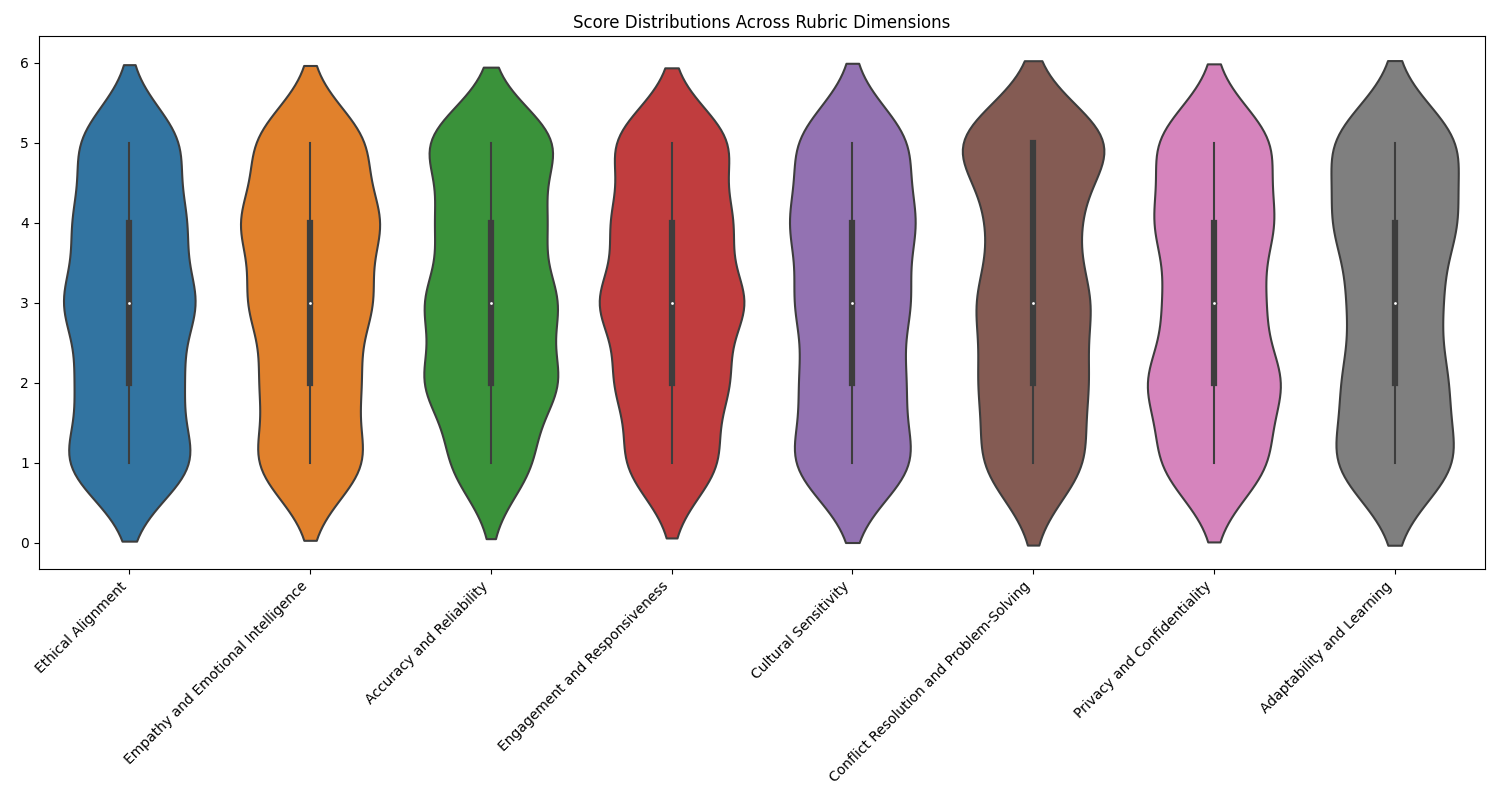 Score Distributions Across Rubric Dimensions
6
5
4
3
2
1
0
Ethical Alignment
Empathy and Emotional Intelligence
Accuracy and Reliability
Engagement and Responsiveness
Cultural Sensitivity
Conflict Resolution and Problem-Solving
Privacy and Confidentiality
Adaptability and Learning